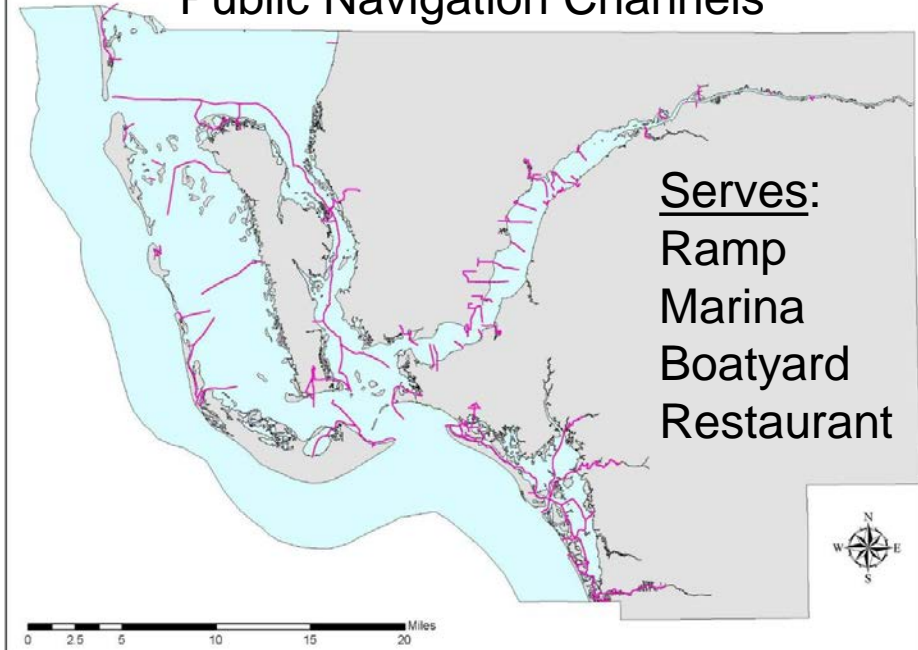 Public Navigation Channels
Serves:
Ramp
Marina
Boatyard
Restaurant
N
W E
S
Miles
0 2.5 5 10 15 20